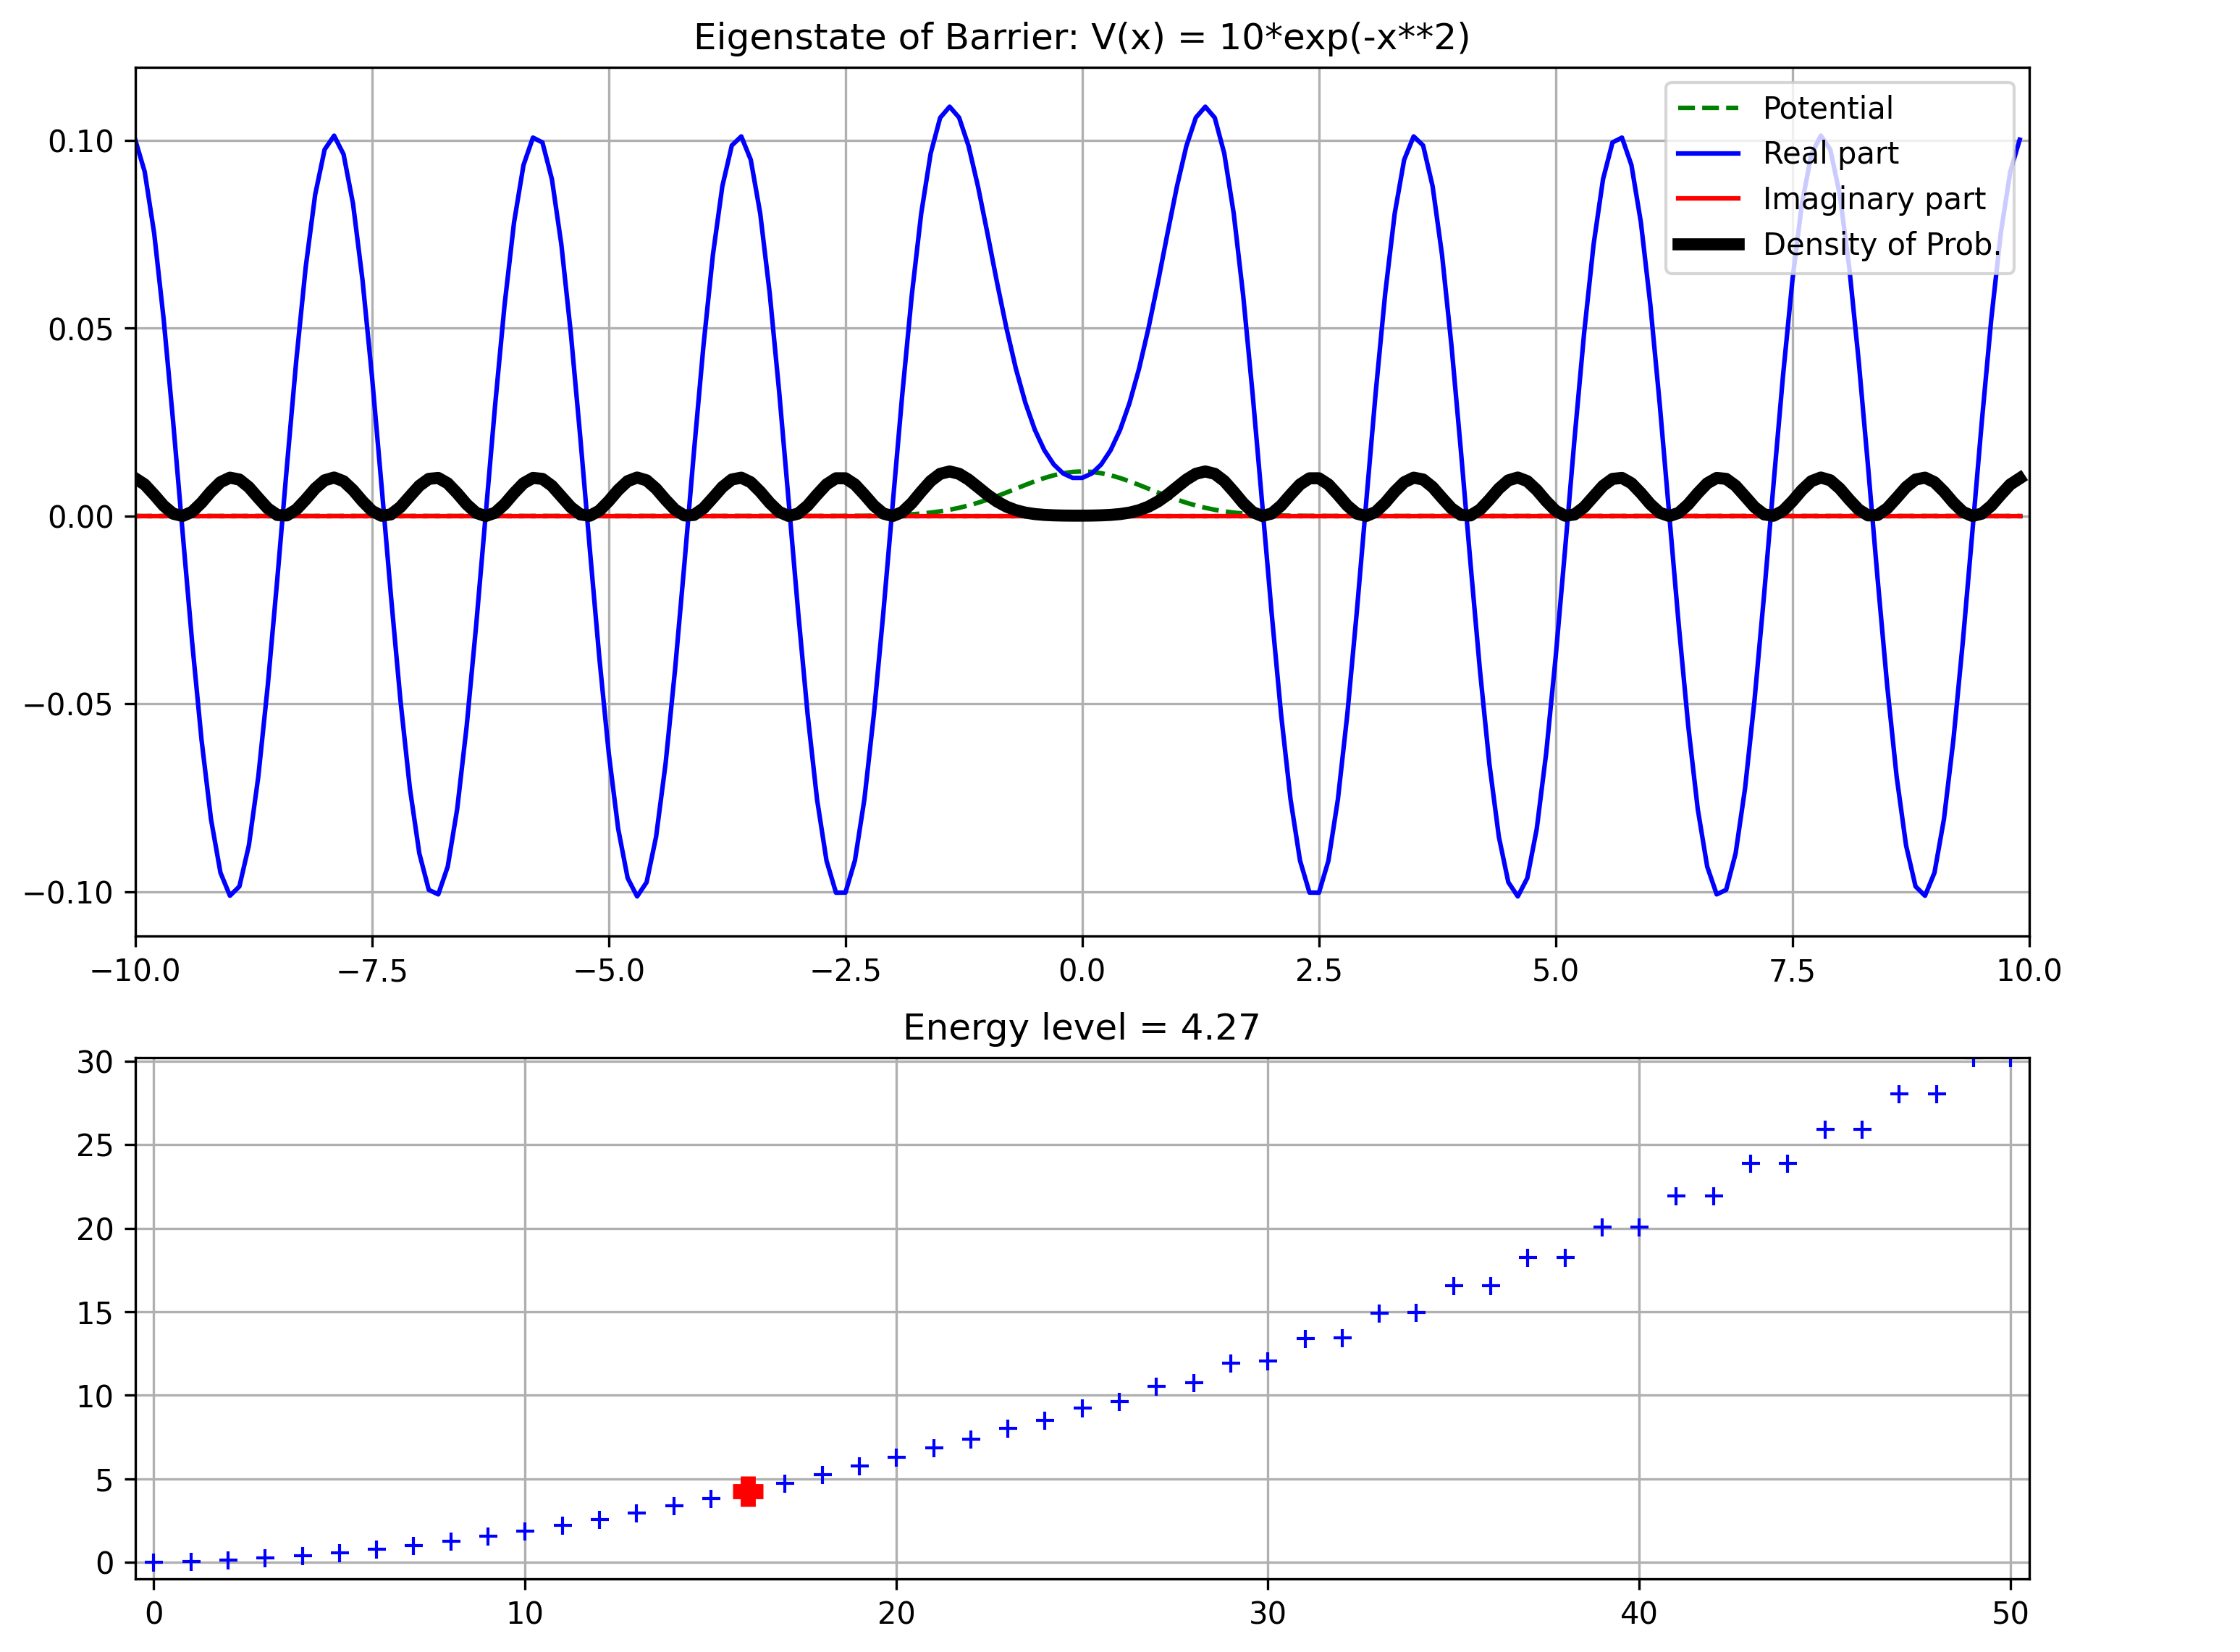 Eigenstate of Barrier: V(x) = 10*exp(-x**2)
Potential
Real part
Imaginary part
Density of Prob.
0.10
0.05
0.00
−0.05
−0.10
−10.0 −7.5 −5.0 −2.5 0.0 2.5 5.0 7.5 10.0
Energy level = 4.27
30
25
20
15
10
5
0
0 10 20 30 40 50